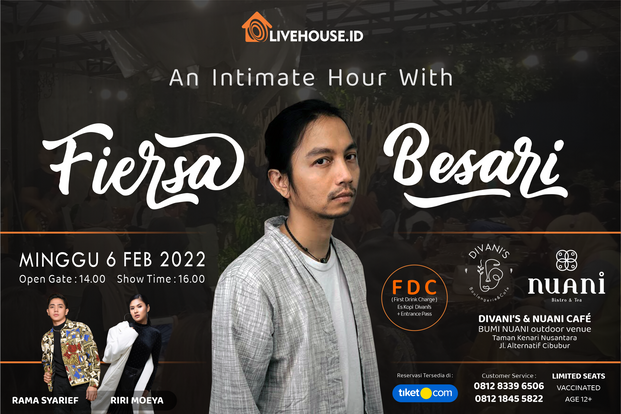 LIVEHOUSE.ID
An Intimate Hour With
Fiersa Besari
MINGGU 6 FEB 2022
Open Gate : 14.00 Show Time : 16.00
RAMA SYARIEF
RIRI MOEYA
FDC
(First Drink Charge)
Es Kopi Divani's
+ Entrance Pass
DIVANI'S
Boulangerie & Cafe
nuani
Bistro & Tea
DIVANI'S & NUANI CAFÉ
BUMI NUANI outdoor venue
Taman Kenari Nusantara
Jl. Alternatif Cibubur
Reservasi Tersedia di :
tiket.com
Customer Service :
0812 8339 6506
0812 1845 5822
LIMITED SEATS
VACCINATED
AGE 12+